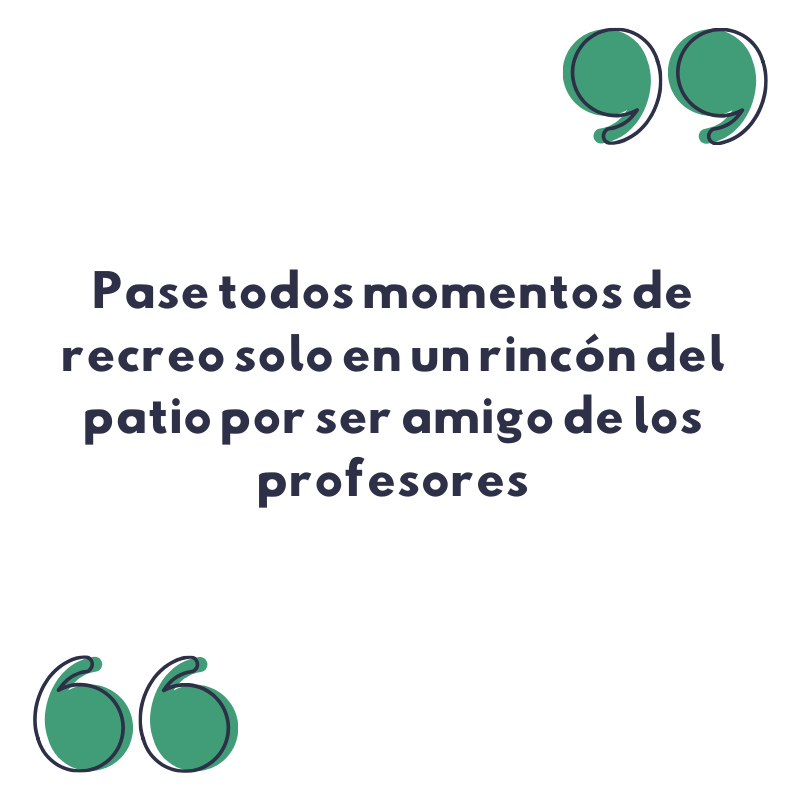 Pase todos momentos de
recreo solo en un rincón del
patio por ser amigo de los
profesores